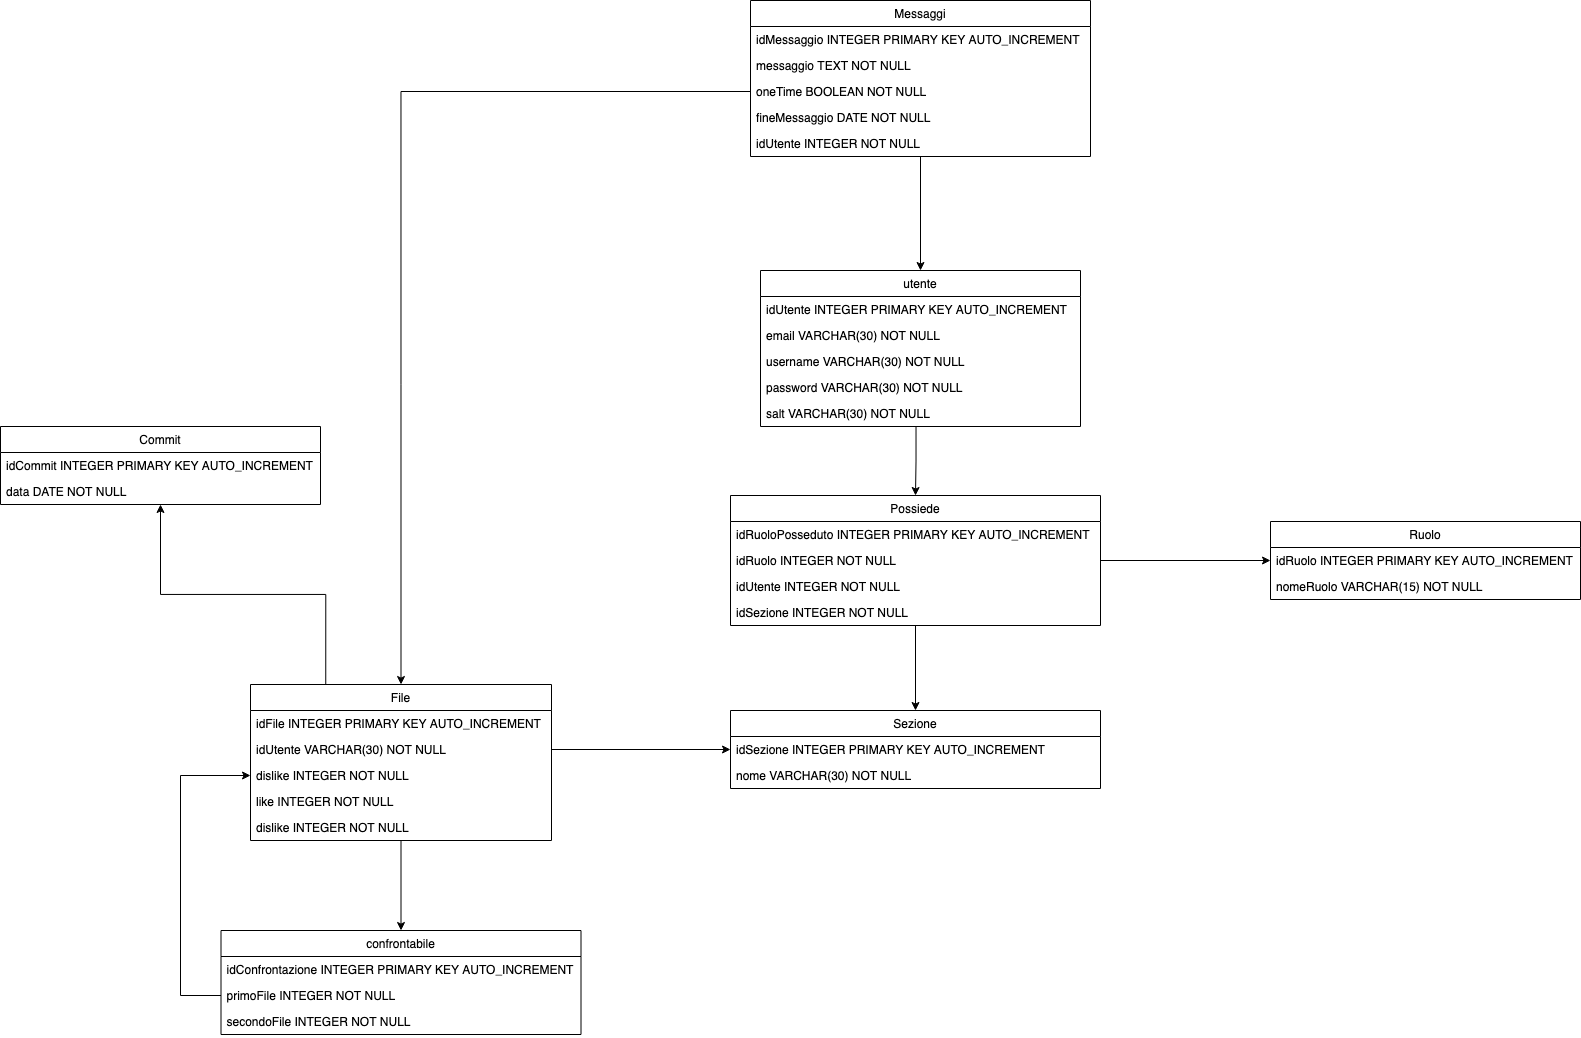 Messaggi
idMessaggio INTEGER PRIMARY KEY AUTO_INCREMENT
messaggio TEXT NOT NULL
oneTime BOOLEAN NOT NULL
fineMessaggio DATE NOT NULL
idUtente INTEGER NOT NULL
utente
idUtente INTEGER PRIMARY KEY AUTO_INCREMENT
email VARCHAR(30) NOT NULL
username VARCHAR(30) NOT NULL
password VARCHAR(30) NOT NULL
salt VARCHAR(30) NOT NULL
Commit
idCommit INTEGER PRIMARY KEY AUTO_INCREMENT
data DATE NOT NULL
Possiede
idRuoloPosseduto INTEGER PRIMARY KEY AUTO_INCREMENT
idRuolo INTEGER NOT NULL
idUtente INTEGER NOT NULL
idSezione INTEGER NOT NULL
Ruolo
idRuolo INTEGER PRIMARY KEY AUTO_INCREMENT
nomeRuolo VARCHAR(15) NOT NULL
File
idFile INTEGER PRIMARY KEY AUTO_INCREMENT
idUtente VARCHAR(30) NOT NULL
dislike INTEGER NOT NULL
like INTEGER NOT NULL
dislike INTEGER NOT NULL
Sezione
idSezione INTEGER PRIMARY KEY AUTO_INCREMENT
nome VARCHAR(30) NOT NULL
confrontabile
idConfrontazione INTEGER PRIMARY KEY AUTO_INCREMENT
primoFile INTEGER NOT NULL
secondoFile INTEGER NOT NULL